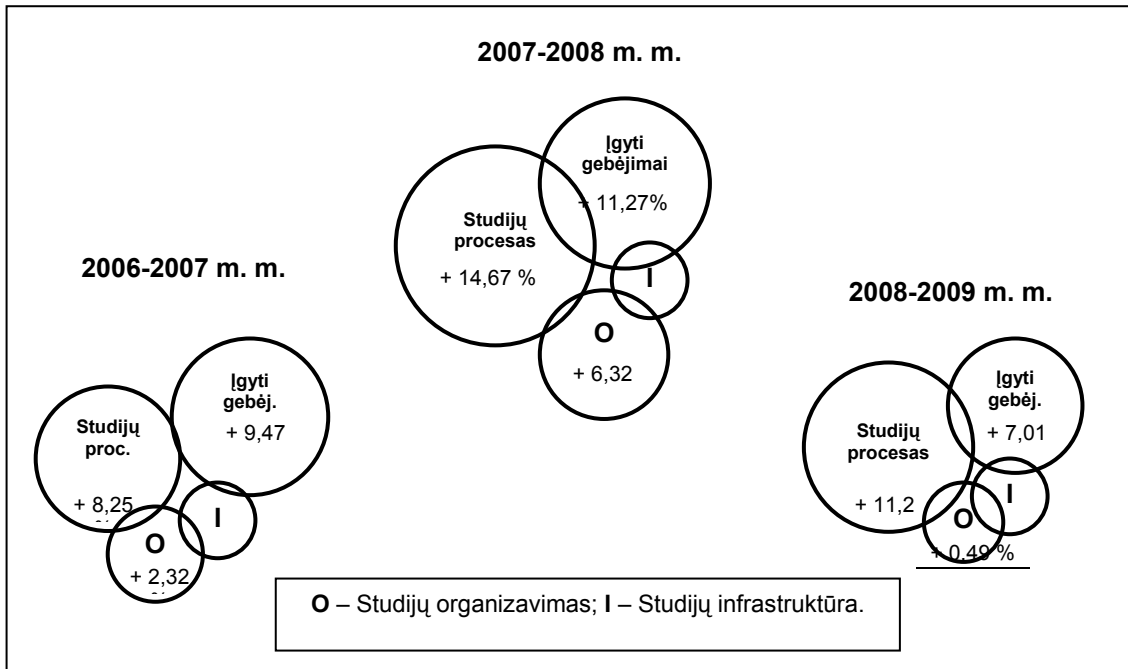 2007-2008 m. m.
Įgyti
gebėjimai
+ 11,27%
Studijų
procesas
+ 14,67 %
I
O
+ 6,32
2006-2007 m. m.
Įgyti
gebėj.
+ 9,47
Studijų
proc.
+ 8,25
I
O
+ 2,32
2008-2009 m. m.
Įgyti
gebėj.
+ 7,01
Studijų
procesas
+ 11,2
I
O
+ 0,49 %
O – Studijų organizavimas; I – Studijų infrastruktūra.